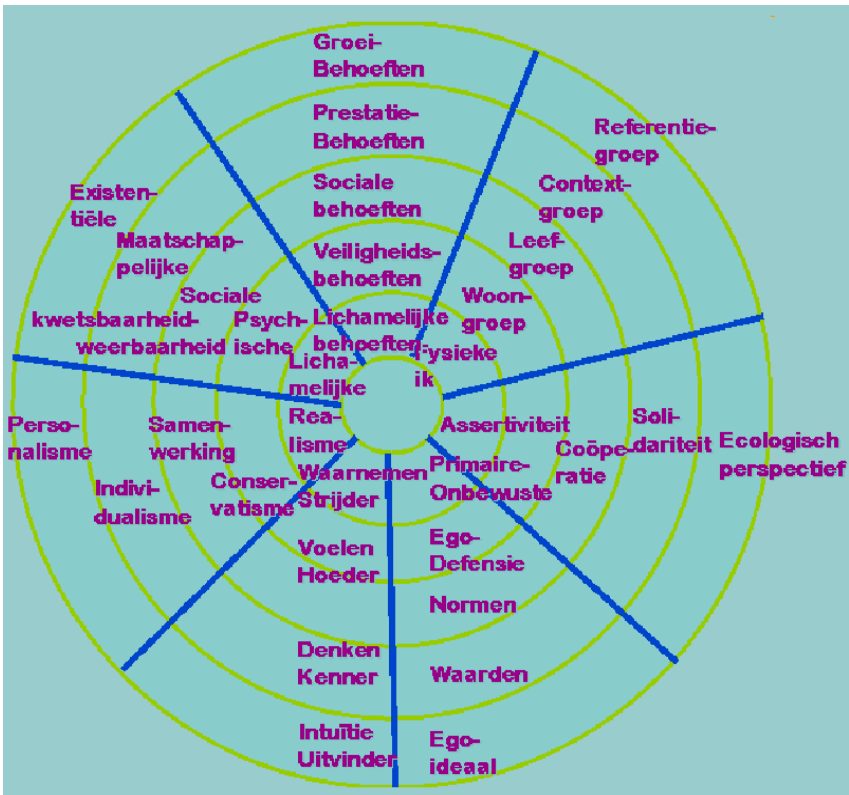 Groei-
Behoeften
Prestatie-
Behoeften
Sociale
behoeften
Veiligheids-
behoeften
Lichamelijke
behoeften
Referentie-
groep
Context-
groep
Leef-
groep
Woon-
groep
fysieke
ik
Existen-
tiële
Maatschap-
pelijke
Sociale
Psych-
ische
kwetsbaarheid-
weerbaarheid
Licha-
melijke
Assertiviteit
Coöpe-
ratie
Soli-
dariteit
Ecologisch
perspectief
Perso-
nalisme
Indivi-
dualisme
Samen-
werking
Conser-
vatisme
Rea-
lisme
Waarnemen
Strijder
Voelen
Hoeder
Denken
Kenner
Intuïtie
Uitvinder
Primaire-
Onbewuste
Ego-
Defensie
Normen
Waarden
Ego-
ideaal